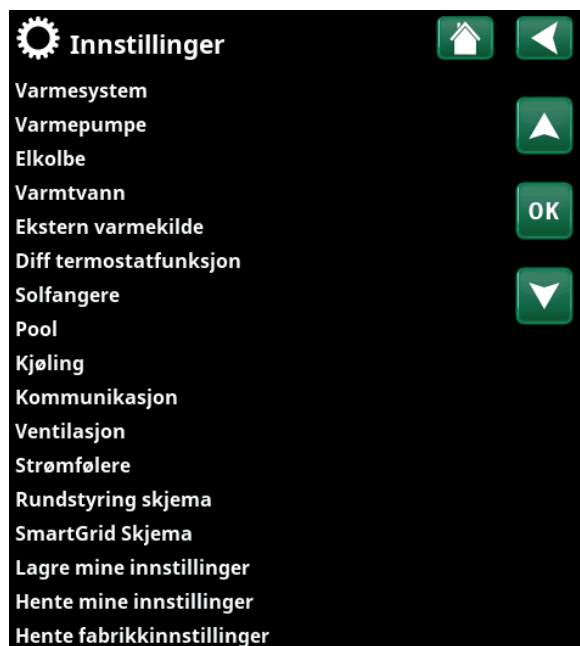 Innstillinger
Varmesystem
Varmepumpe
Elkolbe
Varmtvann
OK
Ekstern varmekilde
Diff termostatfunksjon
Solfangere
Pool
Kjøling
Kommunikasjon
Ventilasjon
Strømfølere
Rundstyring skjema
SmartGrid Skjema
Lagre mine innstillinger
Hente mine innstillinger
Hente fabrikkinnstillinger